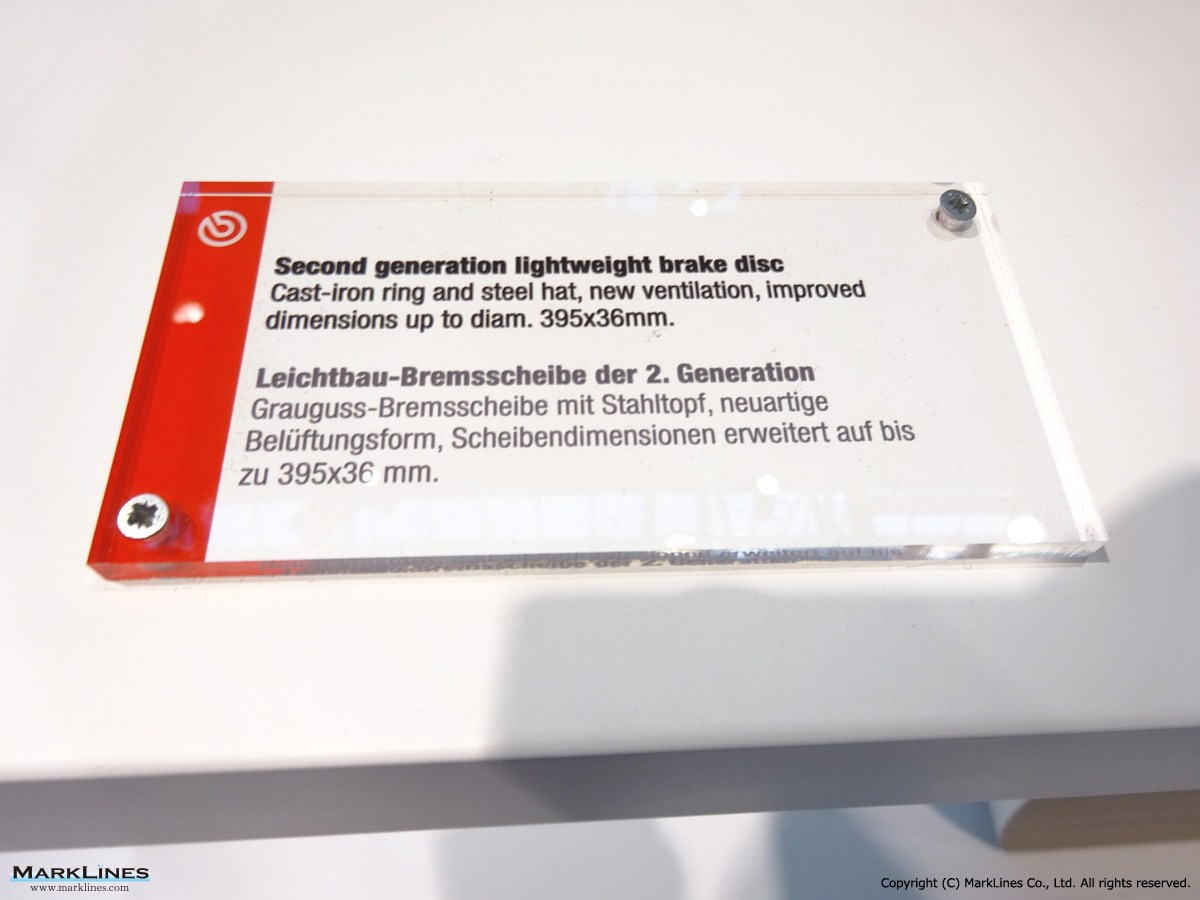 Second generation lightweight brake disc
Cast-iron ring and steel hat, new ventilation, improved
dimensions up to diam. 395x36mm.
Leichtbau-Bremsscheibe der 2. Generation
Grauguss-Bremsscheibe mit Stahltopf, neuartige
Belüftungsform, Scheibendimensionen erweitert auf bis
zu 395x36 mm.
MARKLINES
www.marklines.com
Copyright (C) MarkLines Co., Ltd. All rights reserved.